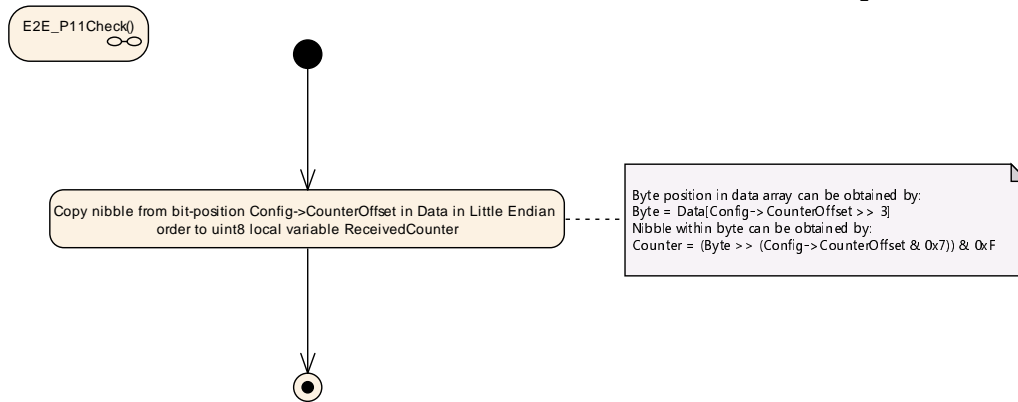 E2E_P11Check()
Copy nibble from bit-position Config->CounterOffset in Data in Little Endian
order to uint8 local variable ReceivedCounter
Byte position in data array can be obtained by:
Byte = Data[Config->CounterOffset >> 3]
Nibble within byte can be obtained by:
Counter = (Byte >> (Config->CounterOffset & 0x7)) & 0xF